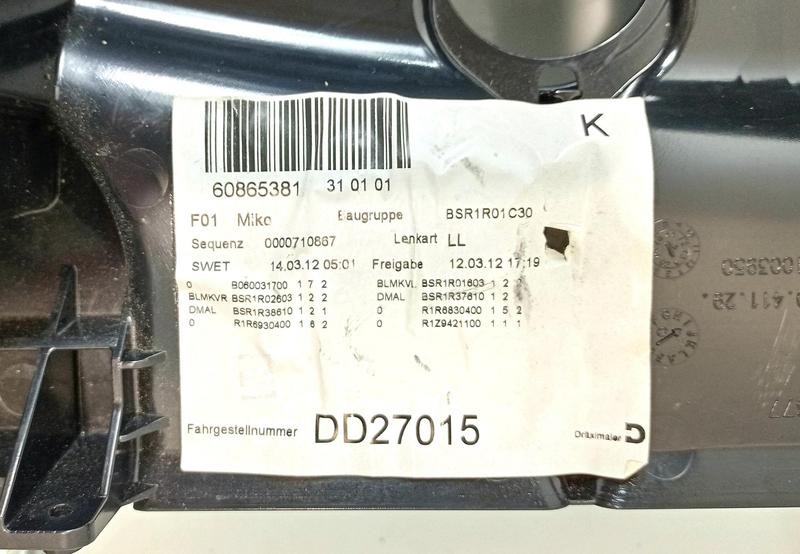 K
60865381 31 01 01
F01 Miko Baugruppe BSR1R01C30
Sequenz 0000710867 Lenkart LL
SWET 14.03.12 05:01 Freigabe 12.03.12 17:19
0 B060031700 1 7 2 BLMKVL BSR1R01603 1 2 2
BLMKVR BSR1R02603 1 2 2 DMAL BSR1R37610 1 2
DMAL BSR1R38610 1 2 1 0 R1R6830400 1 5 2
0 R1R6930400 1 6 2 0 R1Z9421100 1 1 1
Fahrgestellnummer DD27015
Dräxlmaier D